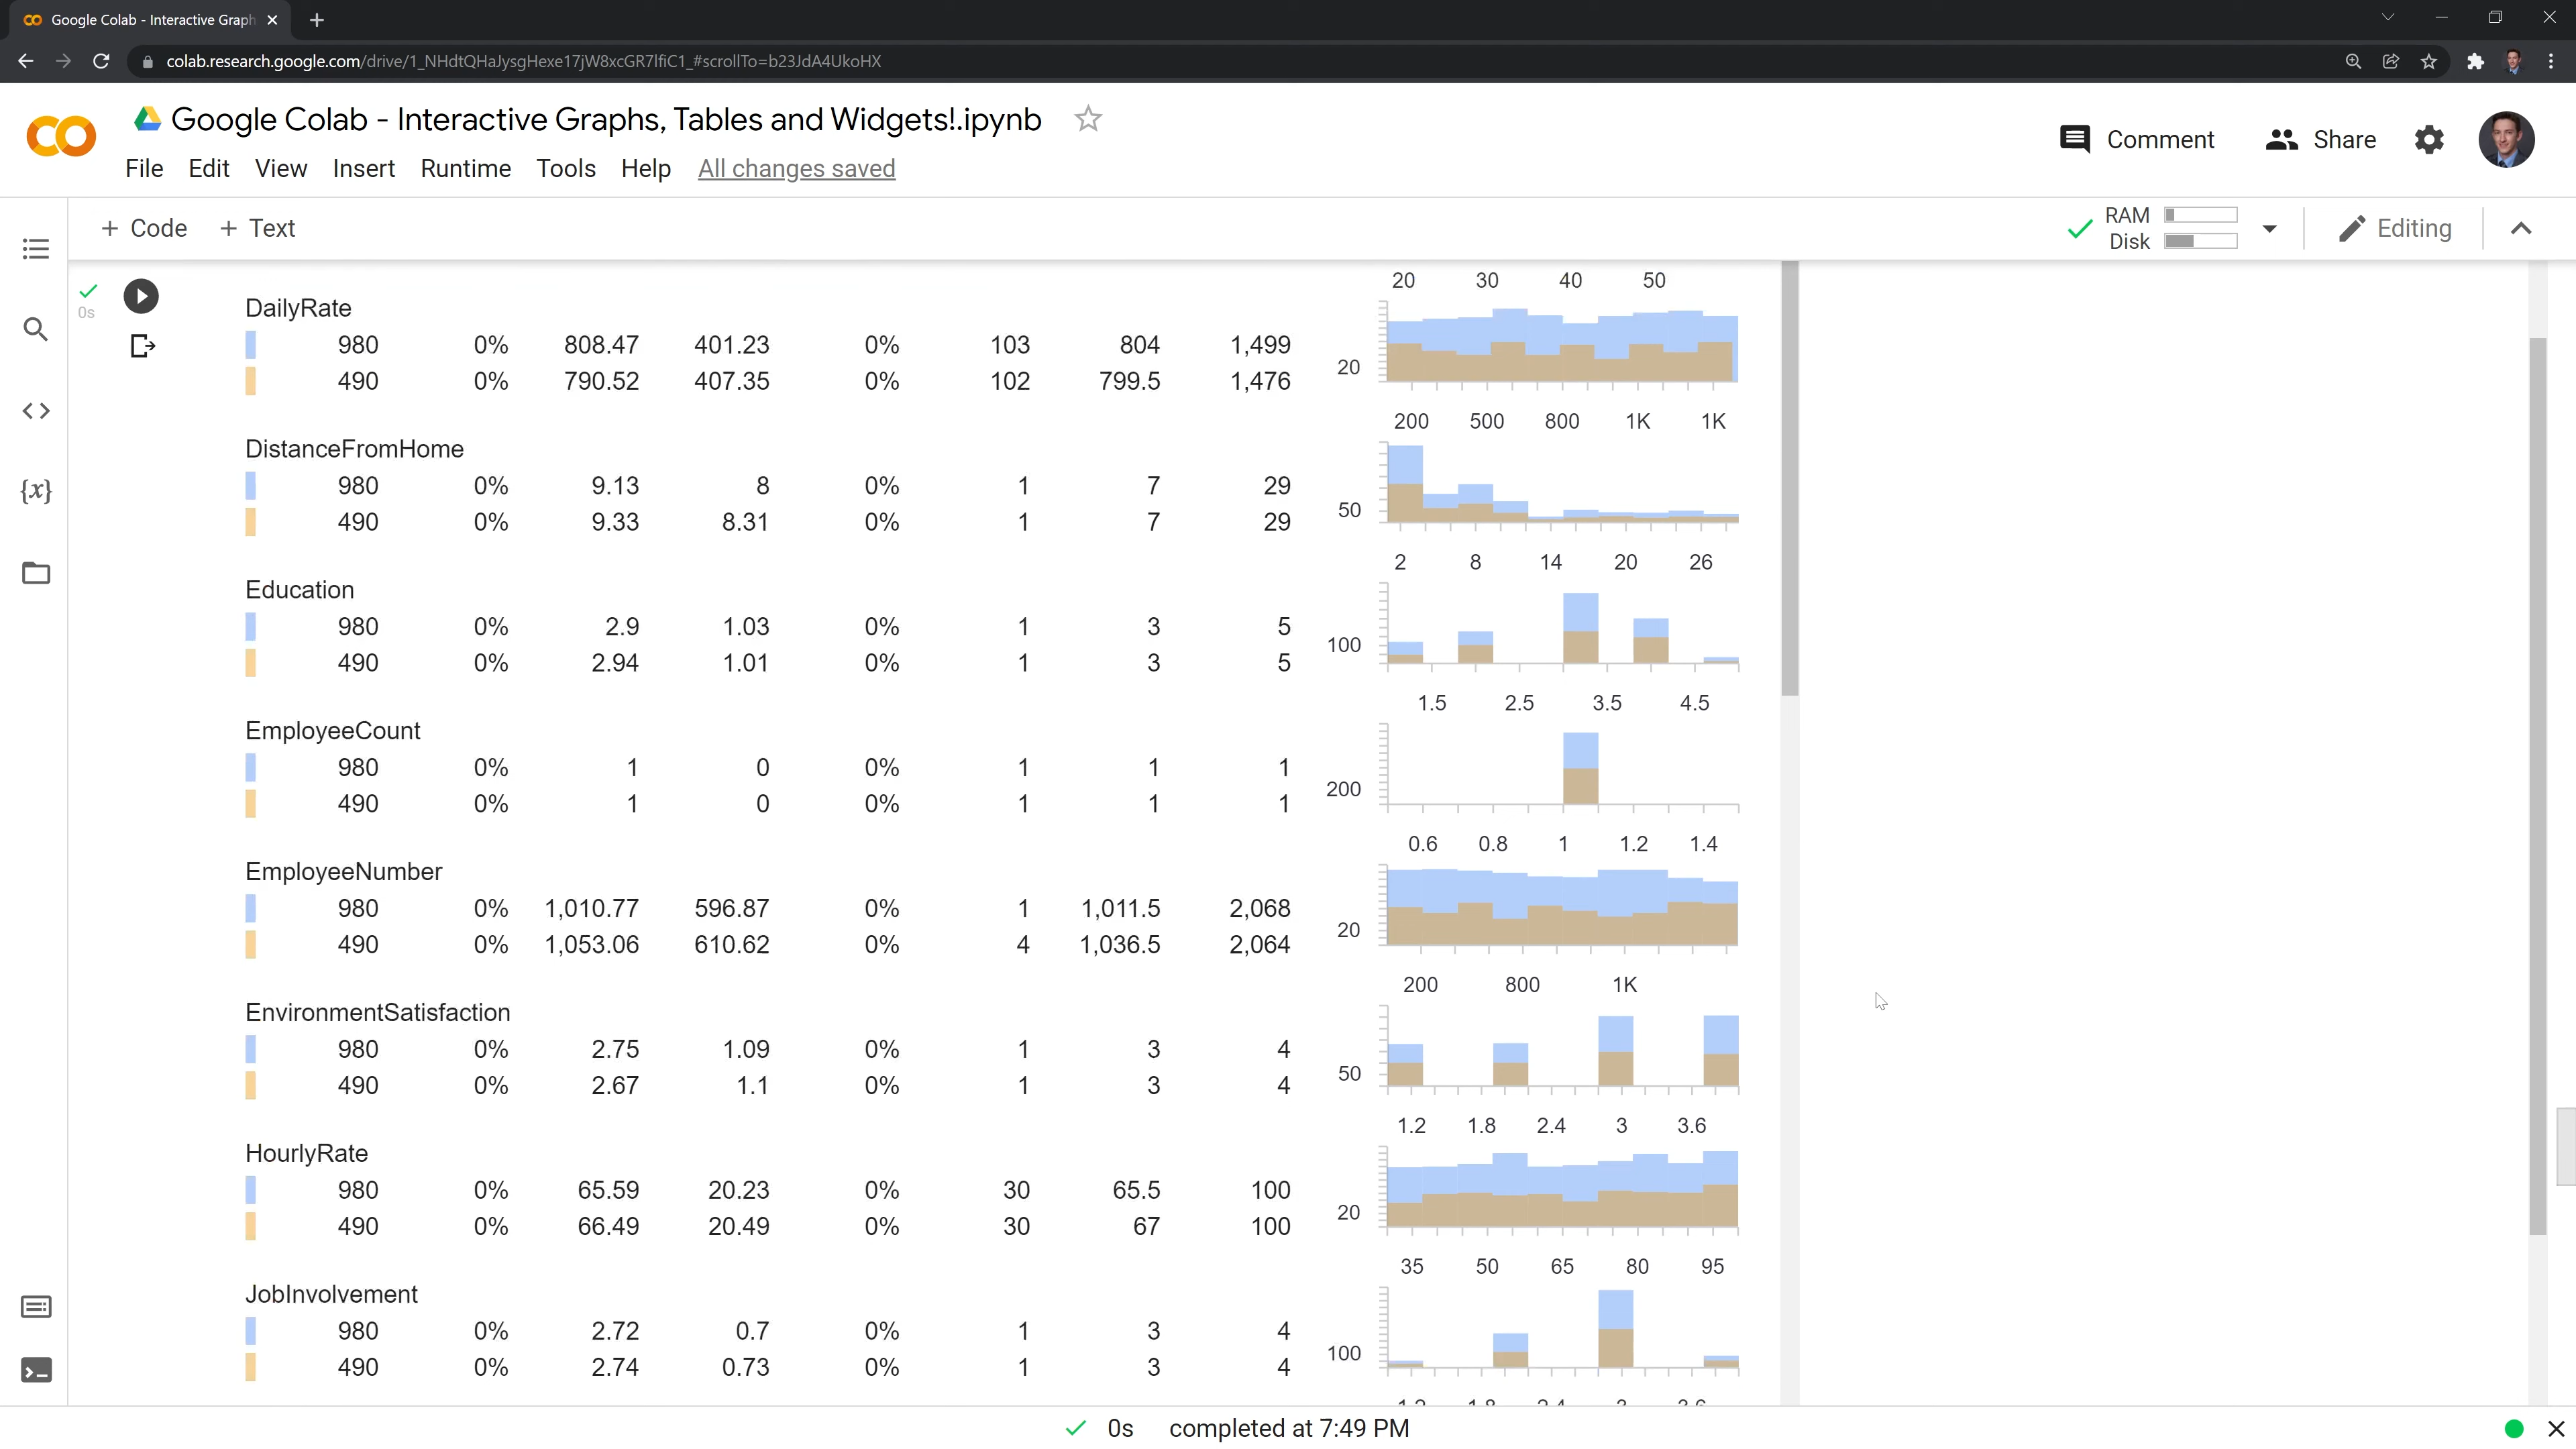 Google Colab - Interactive Graph
colab.research.google.com/drive/1_NHdtQHaJysgHexe17jW8xcGR7lfiC1_#scrollTo=b23JdA4UkoHX
Google Colab - Interactive Graphs, Tables and Widgets!.ipynb
Comment Share
File Edit View Insert Runtime Tools Help All changes saved
+ Code + Text
RAM
Disk
Editing
0s
20 30 40 50
DailyRate
980 0% 808.47 401.23 0% 103 804 1,499
490 0% 790.52 407.35 0% 102 799.5 1,476
20
200 500 800 1K 1K
DistanceFromHome
980 0% 9.13 8 0% 1 7 29
490 0% 9.33 8.31 0% 1 7 29
50
2 8 14 20 26
Education
980 0% 2.9 1.03 0% 1 3 5
490 0% 2.94 1.01 0% 1 3 5
100
1.5 2.5 3.5 4.5
EmployeeCount
980 0% 1 0 0% 1 1 1
490 0% 1 0 0% 1 1 1
200
0.6 0.8 1 1.2 1.4
EmployeeNumber
980 0% 1,010.77 596.87 0% 1 1,011.5 2,068
490 0% 1,053.06 610.62 0% 4 1,036.5 2,064
20
200 800 1K
EnvironmentSatisfaction
980 0% 2.75 1.09 0% 1 3 4
490 0% 2.67 1.1 0% 1 3 4
50
1.2 1.8 2.4 3 3.6
HourlyRate
980 0% 65.59 20.23 0% 30 65.5 100
490 0% 66.49 20.49 0% 30 67 100
20
35 50 65 80 95
JobInvolvement
980 0% 2.72 0.7 0% 1 3 4
490 0% 2.74 0.73 0% 1 3 4
100
0s completed at 7:49 PM